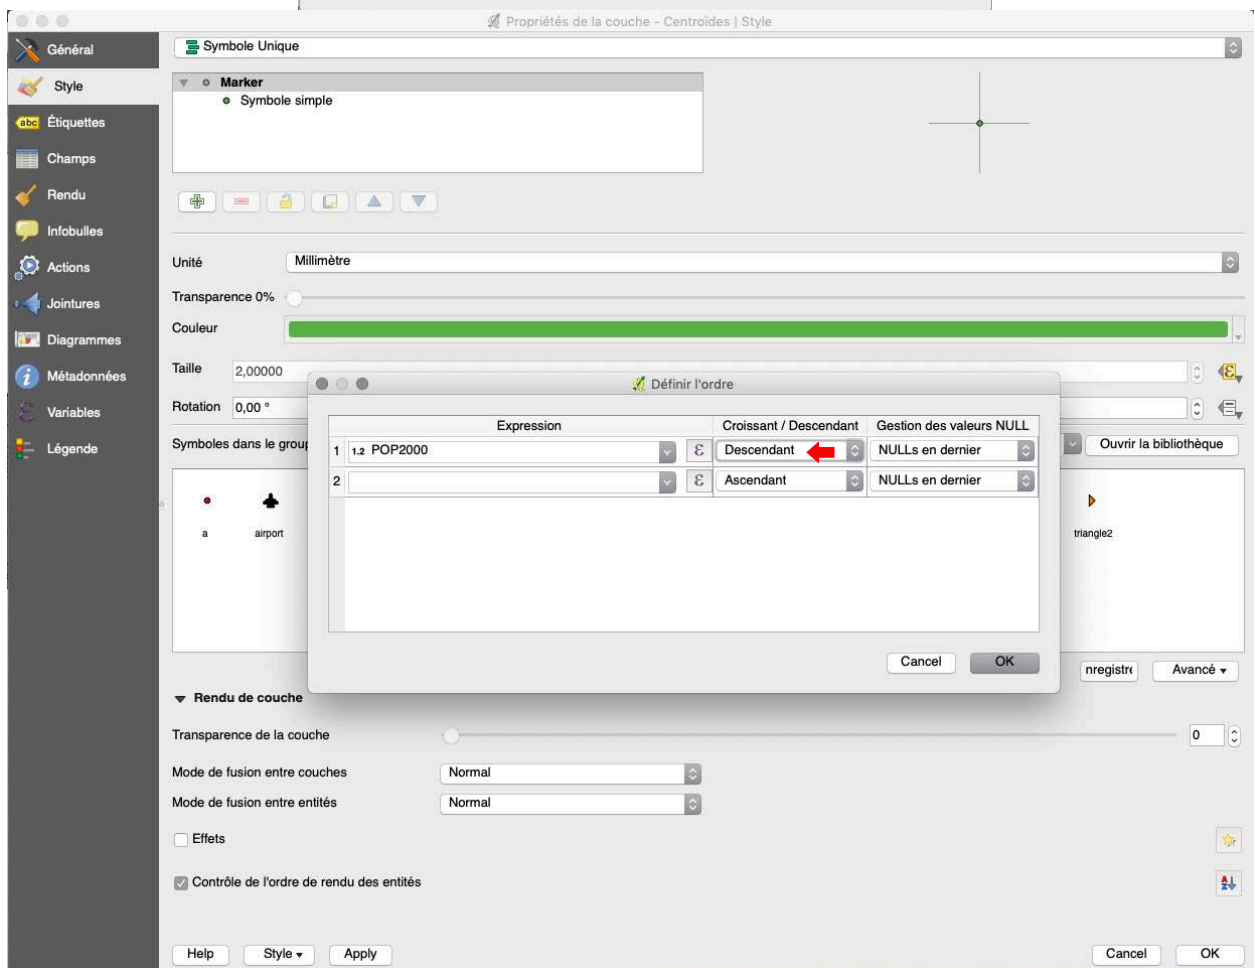 Propriétés de la couche - Centroïdes | Style
Général
Style
Étiquettes
Champs
Rendu
Infobulles
Actions
Jointures
Diagrammes
Métadonnées
Variables
Légende
Symbole Unique
Marker
Symbole simple
Unité Millimètre
Transparence 0%
Couleur
Taille 2,00000
Rotation 0,00 °
Symboles dans le group
Ouvrir la bibliothèque
a airport triangle2
Définir l'ordre
Expression Croissant / Descendant Gestion des valeurs NULL
1 1.2 POP2000 ε Descendant NULLs en dernier
2 ε Ascendant NULLs en dernier
Cancel OK
nregistre Avancé
Rendu de couche
Transparence de la couche 0
Mode de fusion entre couches Normal
Mode de fusion entre entités Normal
Effets
Contrôle de l'ordre de rendu des entités
Help Style Apply Cancel OK